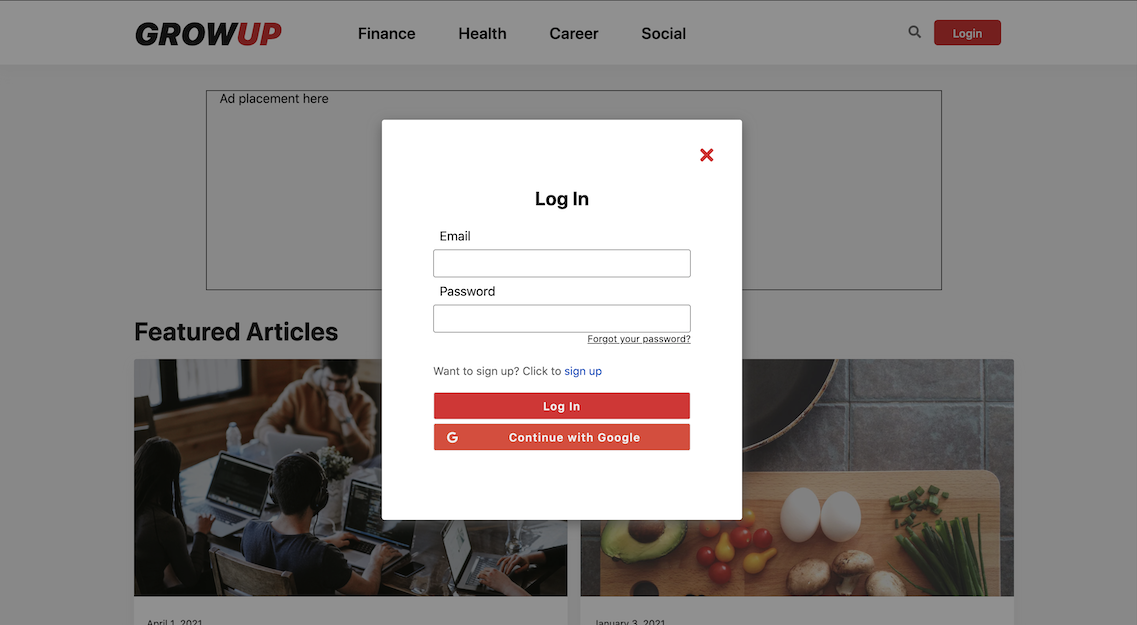 GROWUP
Finance Health Career Social Login
Ad placement here
Log In
Email
Password
Forgot your password?
Want to sign up? Click to sign up
Log In
G Continue with Google
Featured Articles
April 1, 2021
January 3, 2021